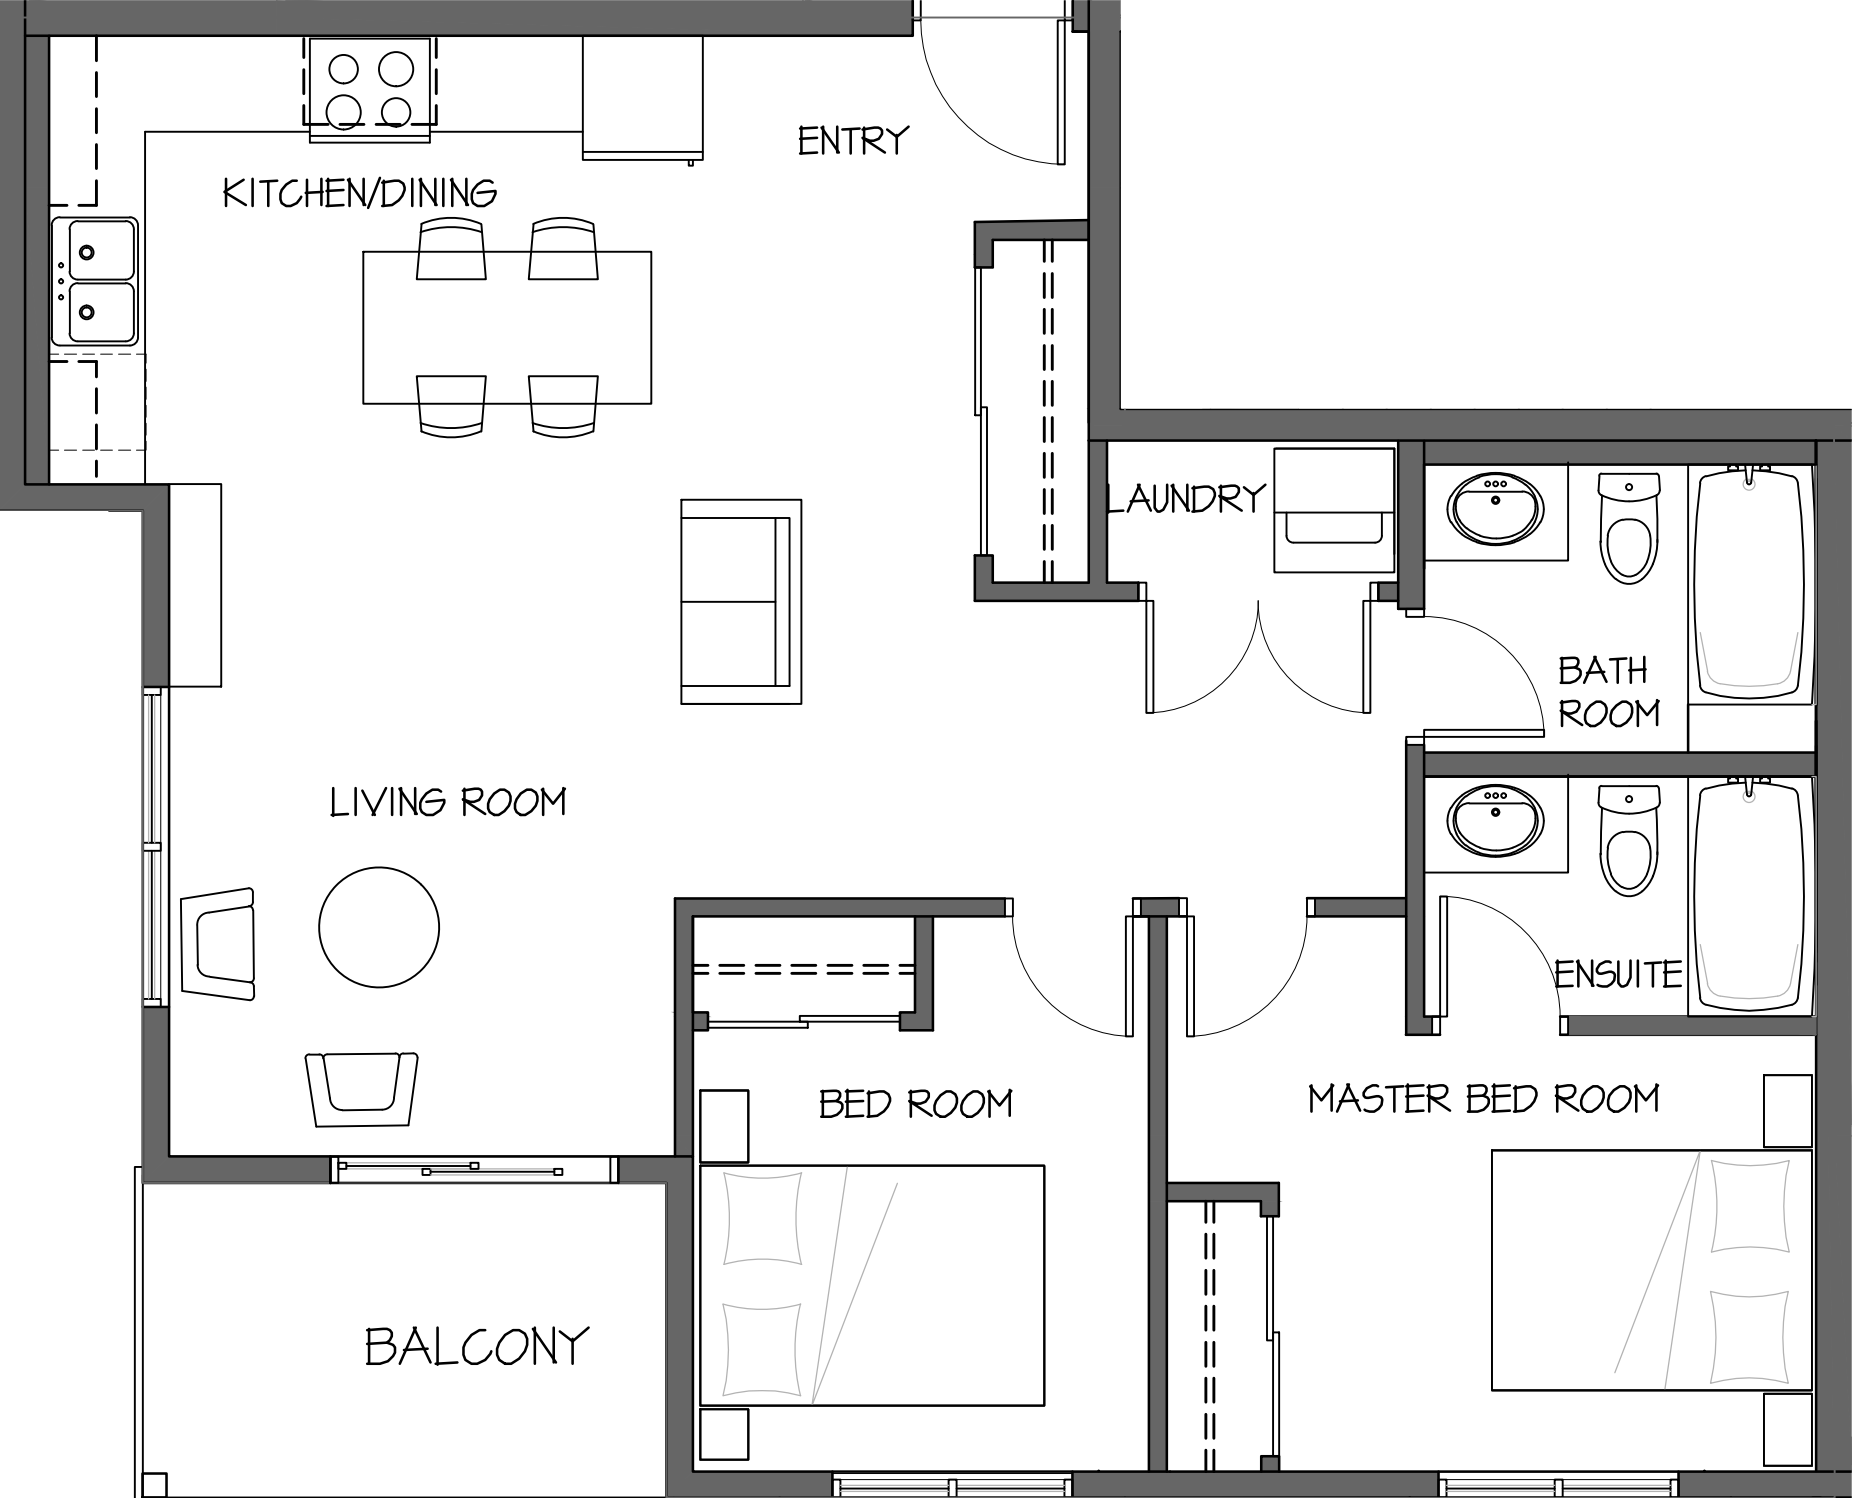 ENTRY
KITCHEN/DINING
LAUNDRY
BATH
ROOM
LIVING ROOM
ENSUITE
BED ROOM
MASTER BED ROOM
BALCONY